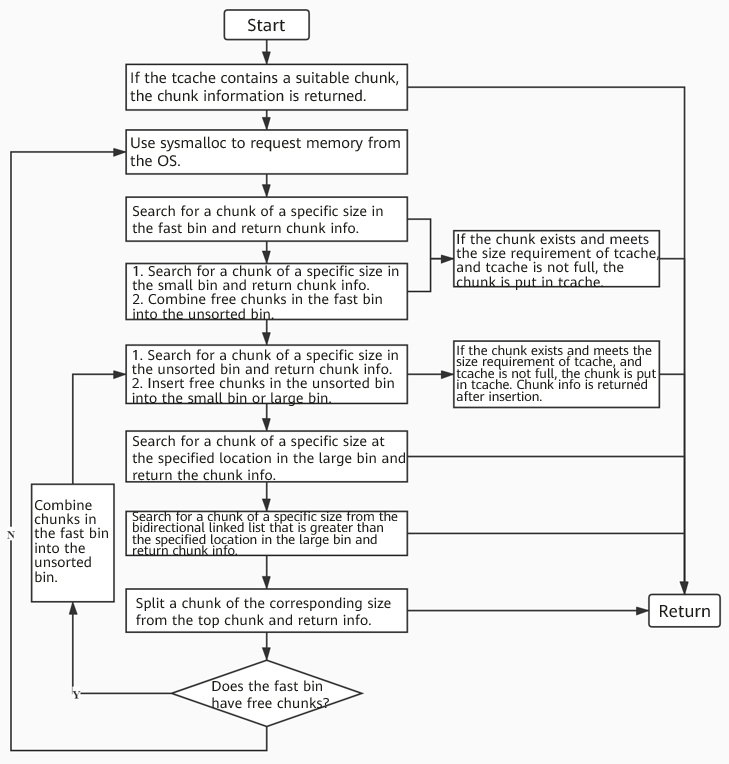 Start
If the tcache contains a suitable chunk,
the chunk information is returned.
Use sysmalloc to request memory from
the OS.
Search for a chunk of a specific size in
the fast bin and return chunk info.
If the chunk exists and meets
the size requirement of tcache,
and tcache is not full, the
chunk is put in tcache.
1. Search for a chunk of a specific size in
the small bin and return chunk info.
2. Combine free chunks in the fast bin
into the unsorted bin.
1. Search for a chunk of a specific size in
the unsorted bin and return chunk info.
2. Insert free chunks in the unsorted bin
into the small bin or large bin.
If the chunk exists and meets the
size requirement of tcache, and
tcache is not full, the chunk is put
in tcache. Chunk info is returned
after insertion.
Search for a chunk of a specific size at
the specified location in the large bin and
return the chunk info.
Combine
chunks in
the fast bin
into the
unsorted
bin.
N
Search for a chunk of a specific size from the
bidirectional linked list that is greater than
the specified location in the large bin and
return chunk info.
Split a chunk of the corresponding size
from the top chunk and return info.
Return
Does the fast bin
have free chunks?
Y